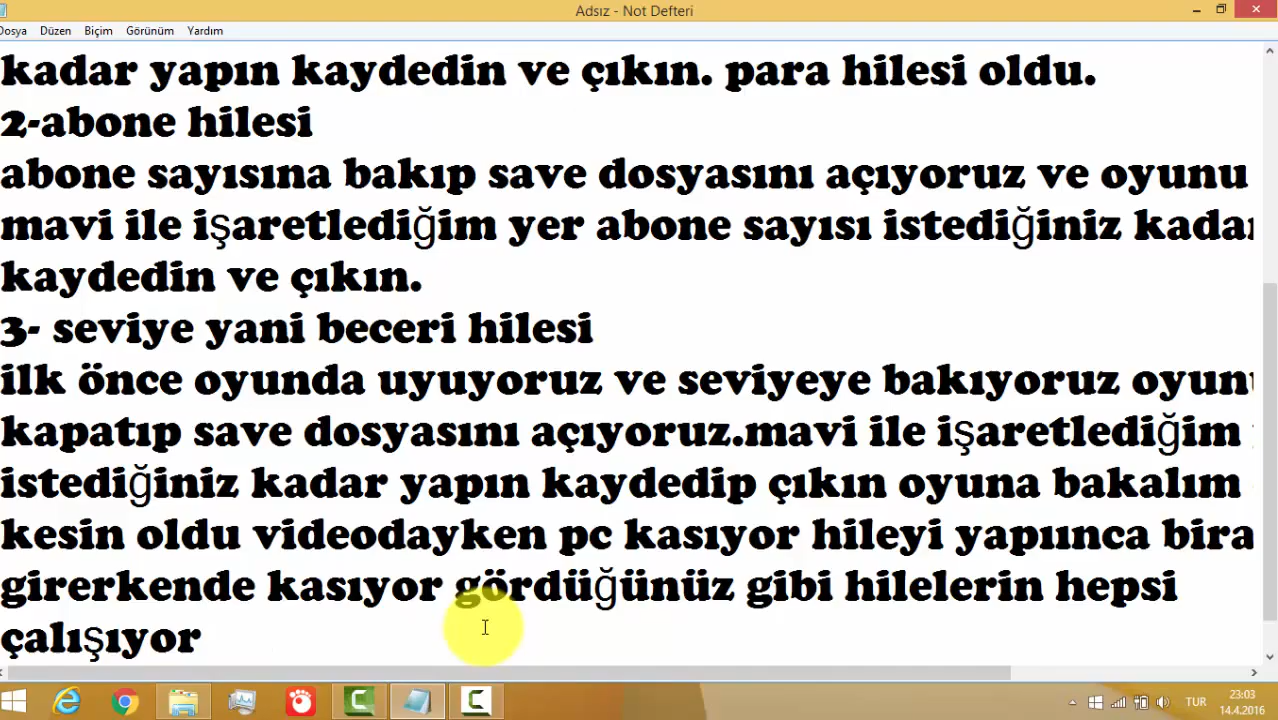 Adsız - Not Defteri
Dosya Düzen Biçim Görünüm Yardım
kadar yapın kaydedin ve çıkın. para hilesi oldu.
2-abone hilesi
abone sayısına bakıp save dosyasını açıyoruz ve oyunu
mavi ile işaretlediğim yer abone sayısı istediğiniz kadar
kaydedin ve çıkın.
3- seviye yani beceri hilesi
ilk önce oyunda uyuyoruz ve seviyeye bakıyoruz oyunu
kapatıp save dosyasını açıyoruz.mavi ile işaretlediğim
istediğiniz kadar yapın kaydedip çıkın oyuna bakalım
kesin oldu videodayken pc kasıyor hileyi yapıınca bira
girerkende kasıyor gördüğünüz gibi hilelerin hepsi
çalışıyor
TUR
23:03
14.4.2016